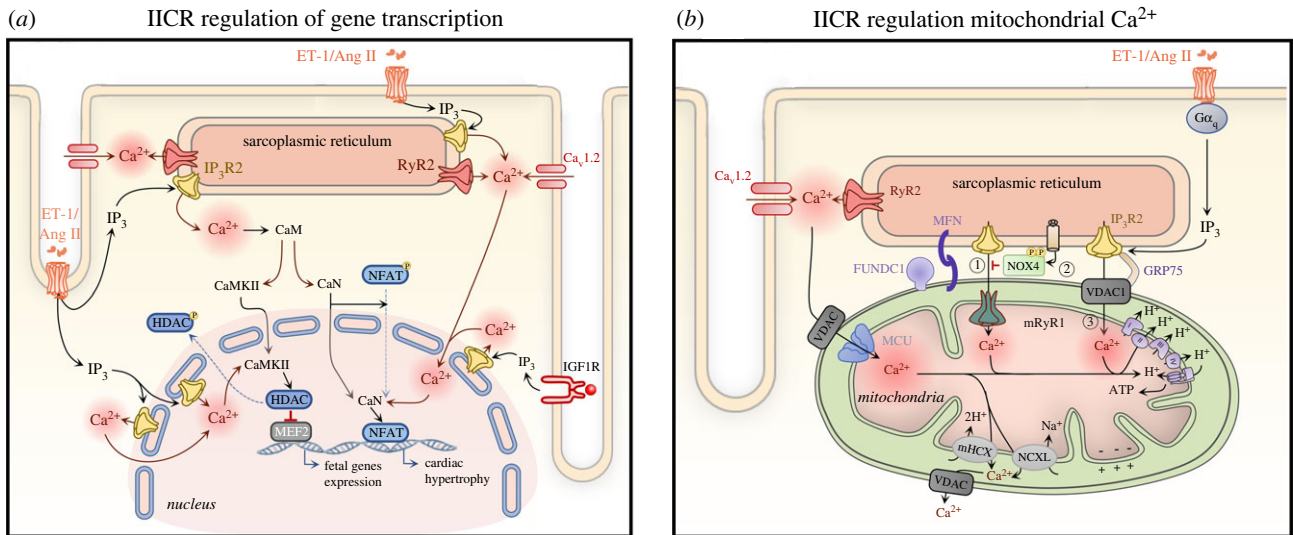 (a) IICR regulation of gene transcription
ET-1/Ang II
IP3
sarcoplasmic reticulum
Ca2+
IP3R2
RyR2
Ca2+
Cav1.2
ET-1/
Ang II
IP3
Ca2+
CaM
NFAT
P
CaMKII
CaN
HDAC
P
Ca2+
IP3
IGF1R
CaMKII
Ca2+
IP3
Ca2+
Ca2+
HDAC
CaN
MEF2
NFAT
fetal genes
expression
cardiac
hypertrophy
nucleus
(b) IICR regulation mitochondrial Ca2+
ET-1/Ang II
Gαq
Cav1.2
Ca2+
RyR2
sarcoplasmic reticulum
MFN
IP3R2
IP3
P P
FUNDC1
1
NOX4
2
GRP75
VDAC1
VDAC
mRyR1
3
H+
H+
H+
H+
MCU
Ca2+
Ca2+
Ca2+
I
II
III
IV
V
H+
ATP
mitochondria
2H+
Na+
mHCX
NCXL
- - -
+ + +
VDAC
Ca2+
Ca2+